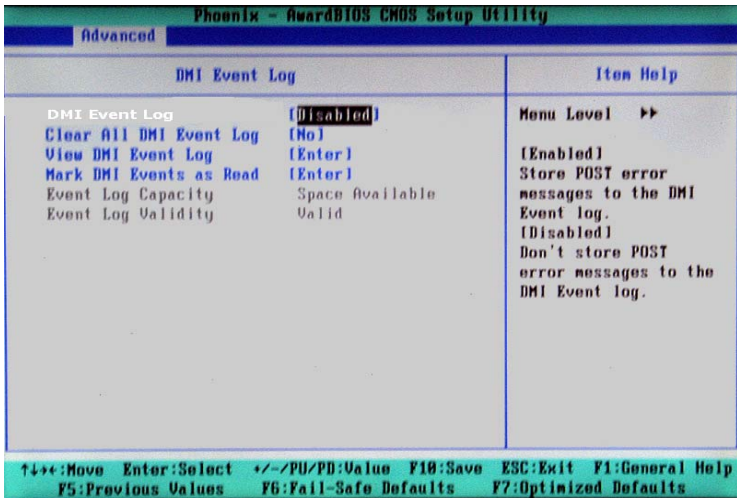 Phoenix - AwardBIOS CMOS Setup Utility
Advanced
DMI Event Log
Item Help
DMI Event Log [Disabled]
Clear All DMI Event Log [No]
View DMI Event Log [Enter]
Mark DMI Events as Read [Enter]
Event Log Capacity Space Available
Event Log Validity Valid
Menu Level ▶▶
[Enabled]
Store POST error
messages to the DMI
Event log.
[Disabled]
Don't store POST
error messages to the
DMI Event log.
↑↓→←:Move Enter:Select +/-/PU/PD:Value F10:Save ESC:Exit F1:General Help
F5:Previous Values F6:Fail-Safe Defaults F7:Optimized Defaults